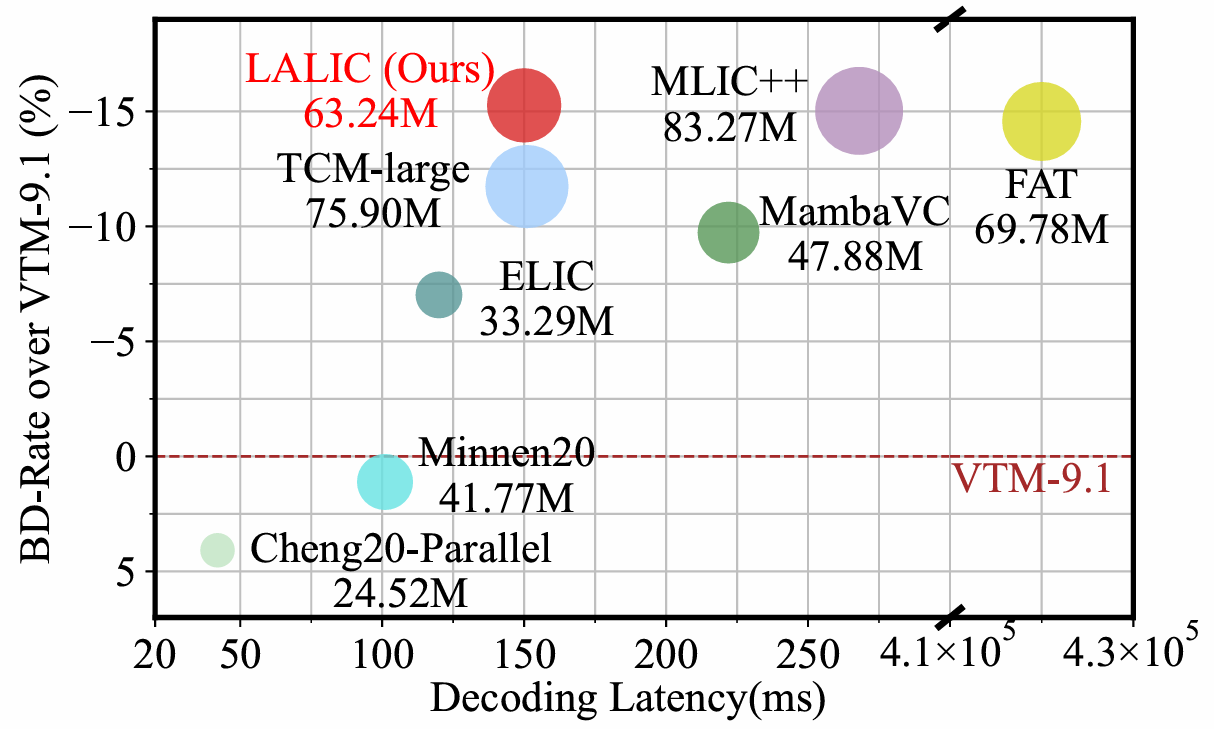 LALIC (Ours)
63.24M
MLIC++
83.27M
TCM-large
75.90M
FAT
69.78M
MambaVC
47.88M
ELIC
33.29M
Minnen20
41.77M
VTM-9.1
Cheng20-Parallel
24.52M
BD-Rate over VTM-9.1 (%)
−15
−10
−5
0
5
20 50 100 150 200 250 4.1×10⁵ 4.3×10⁵
Decoding Latency(ms)